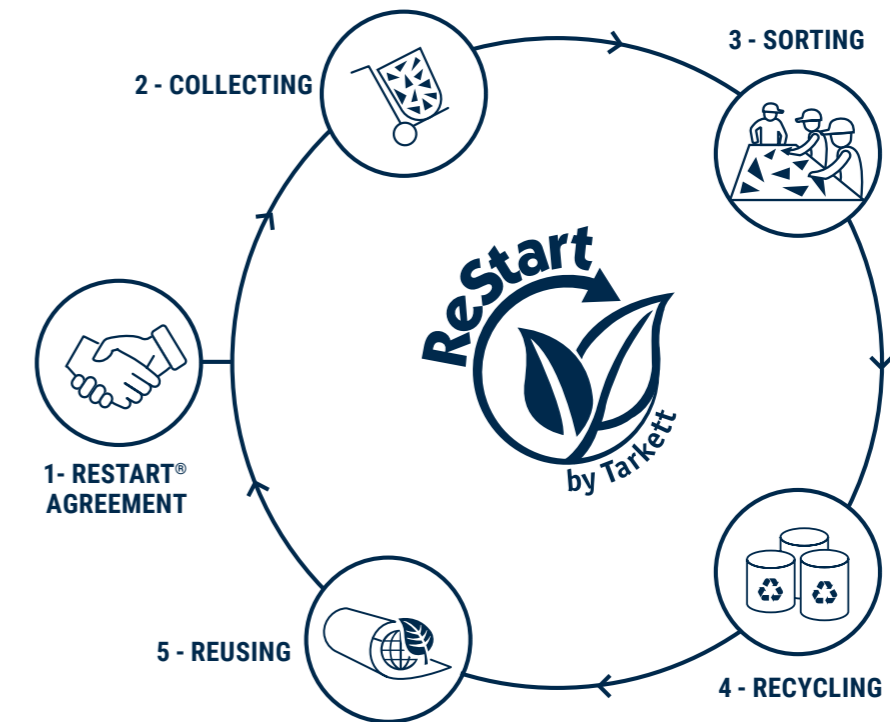 2 - COLLECTING
3 - SORTING
ReStart
by Tarkett
1- RESTART®
AGREEMENT
5 - REUSING
4 - RECYCLING